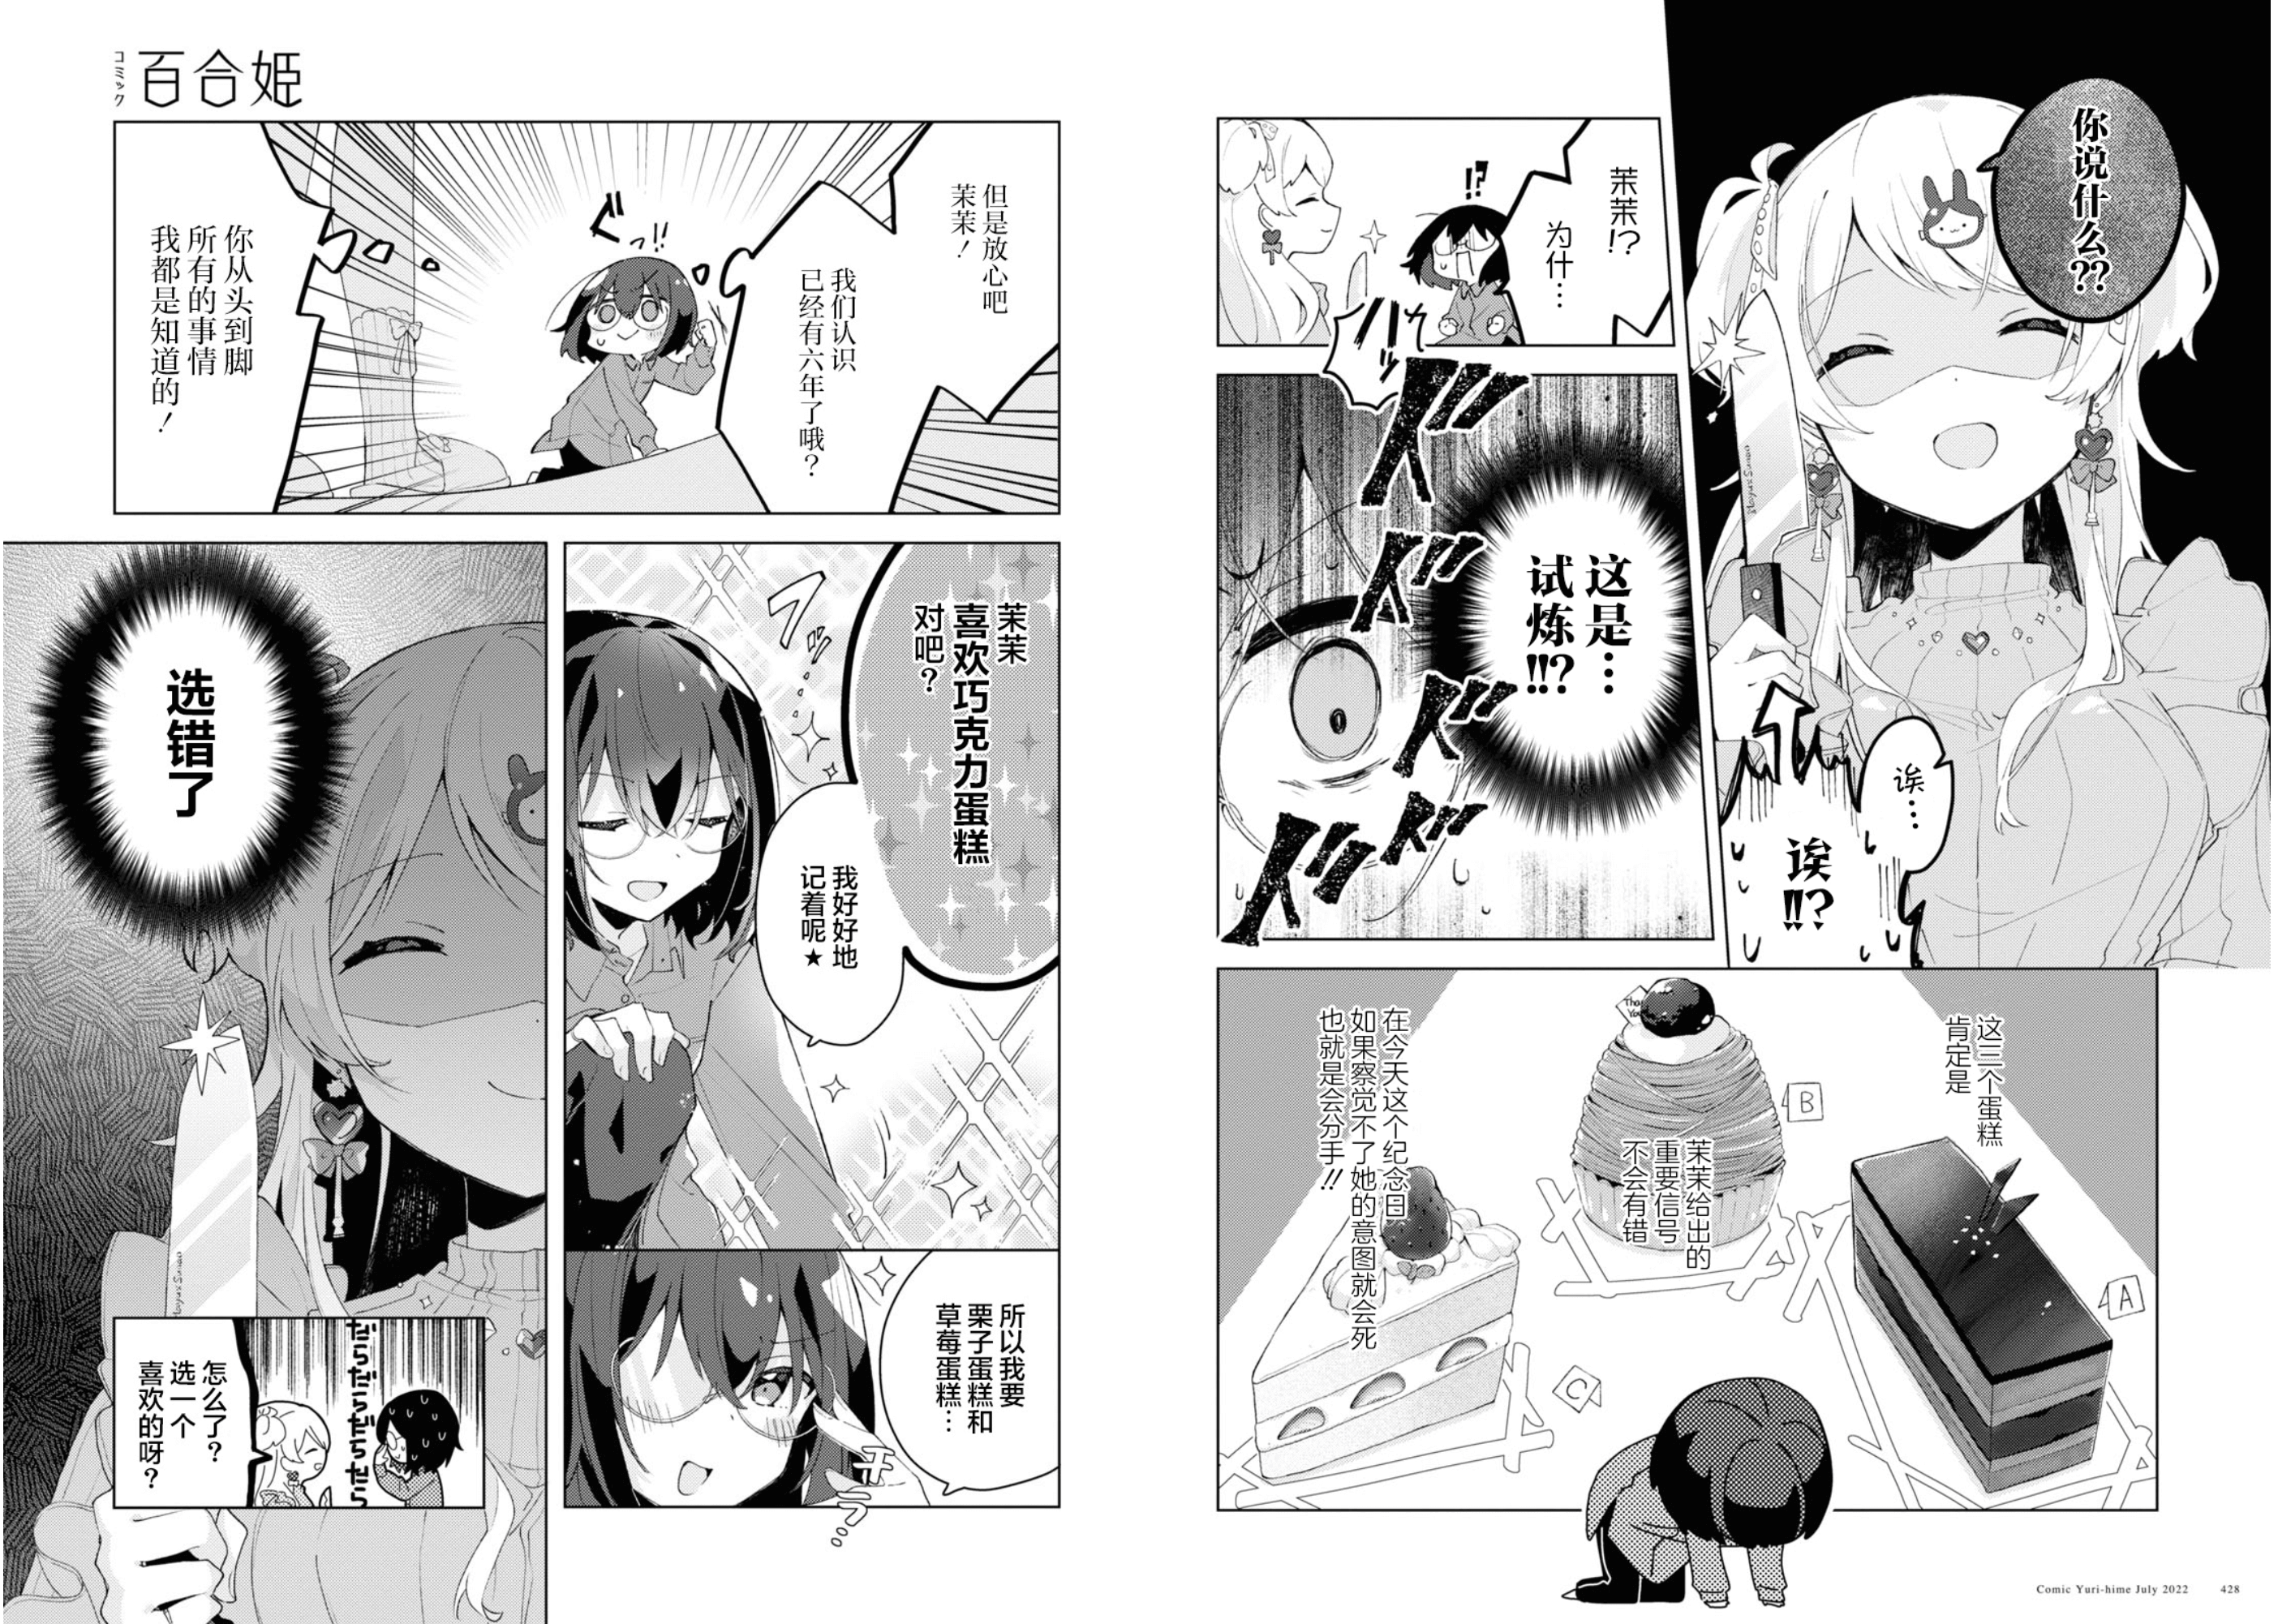 你说什么??
诶…
诶!!?
茉茉!?
为什…
!?
这是…
试炼!!?
这三个蛋糕
肯定是
茉茉给出的
重要信号
不会有错
在今天这个纪念日
如果察觉不了她的意图就会死
也就是会分手!!
Thank
You
B
A
C
Comic Yuri-hime July 2022 428
コミック
百合姫
但是放心吧
茉茉！
我们认识
已经有六年了哦？
ぐっ!!
你从头到脚
所有的事情
我都是知道的！
茉茉
喜欢巧克力蛋糕
对吧？
フッ
我好好地
记着呢★
所以我要
栗子蛋糕和
草莓蛋糕…
キラ…
选错了
だらだらだらだら
怎么了？
选一个
喜欢的呀？